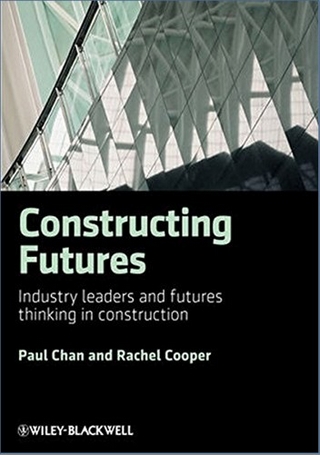 Constructing
Futures
Industry leaders and futures
thinking in construction
Paul Chan and Rachel Cooper
WILEY-BLACKWELL